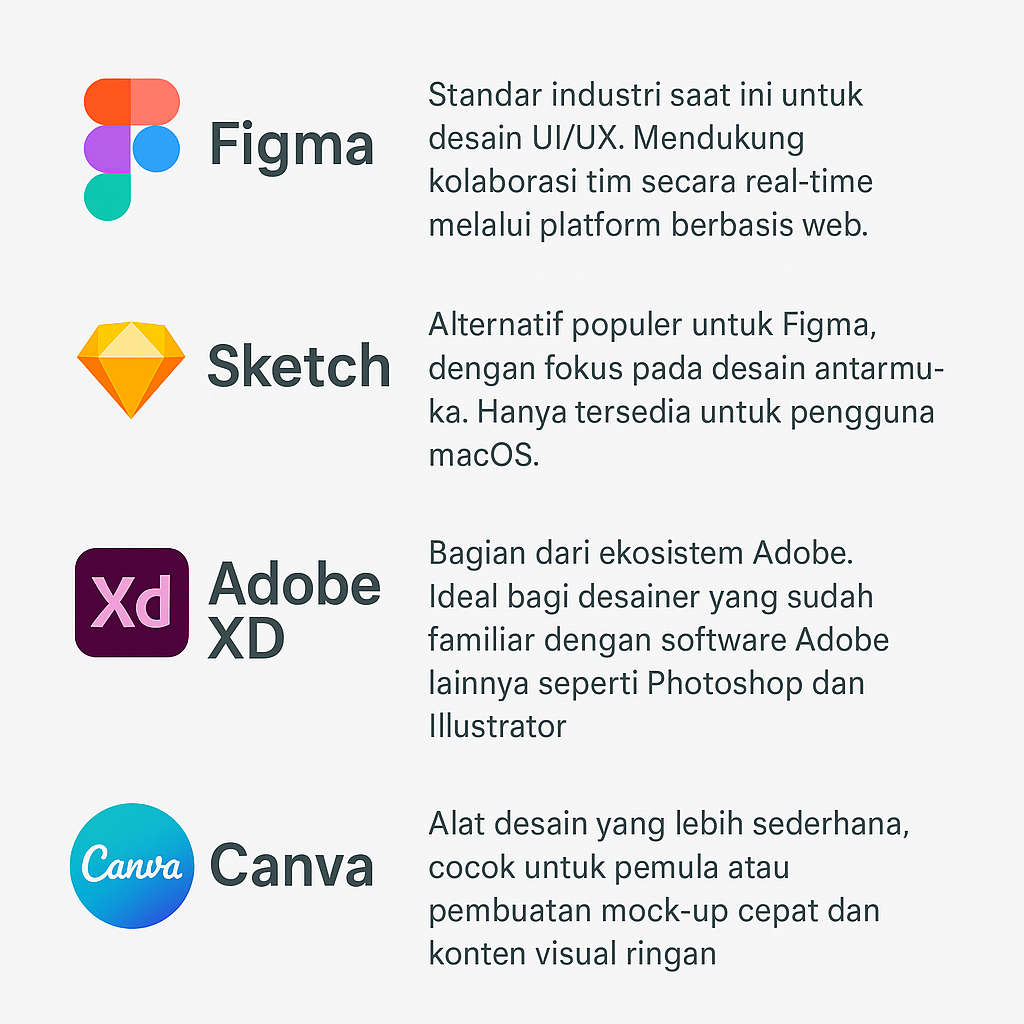 Figma
Standar industri saat ini untuk
desain UI/UX. Mendukung
kolaborasi tim secara real-time
melalui platform berbasis web.
Sketch
Alternatif populer untuk Figma,
dengan fokus pada desain antarmu-
ka. Hanya tersedia untuk pengguna
macOS.
Xd
Adobe
XD
Bagian dari ekosistem Adobe.
Ideal bagi desainer yang sudah
familiar dengan software Adobe
lainnya seperti Photoshop dan
Illustrator
Canva
Canva
Alat desain yang lebih sederhana,
cocok untuk pemula atau
pembuatan mock-up cepat dan
konten visual ringan